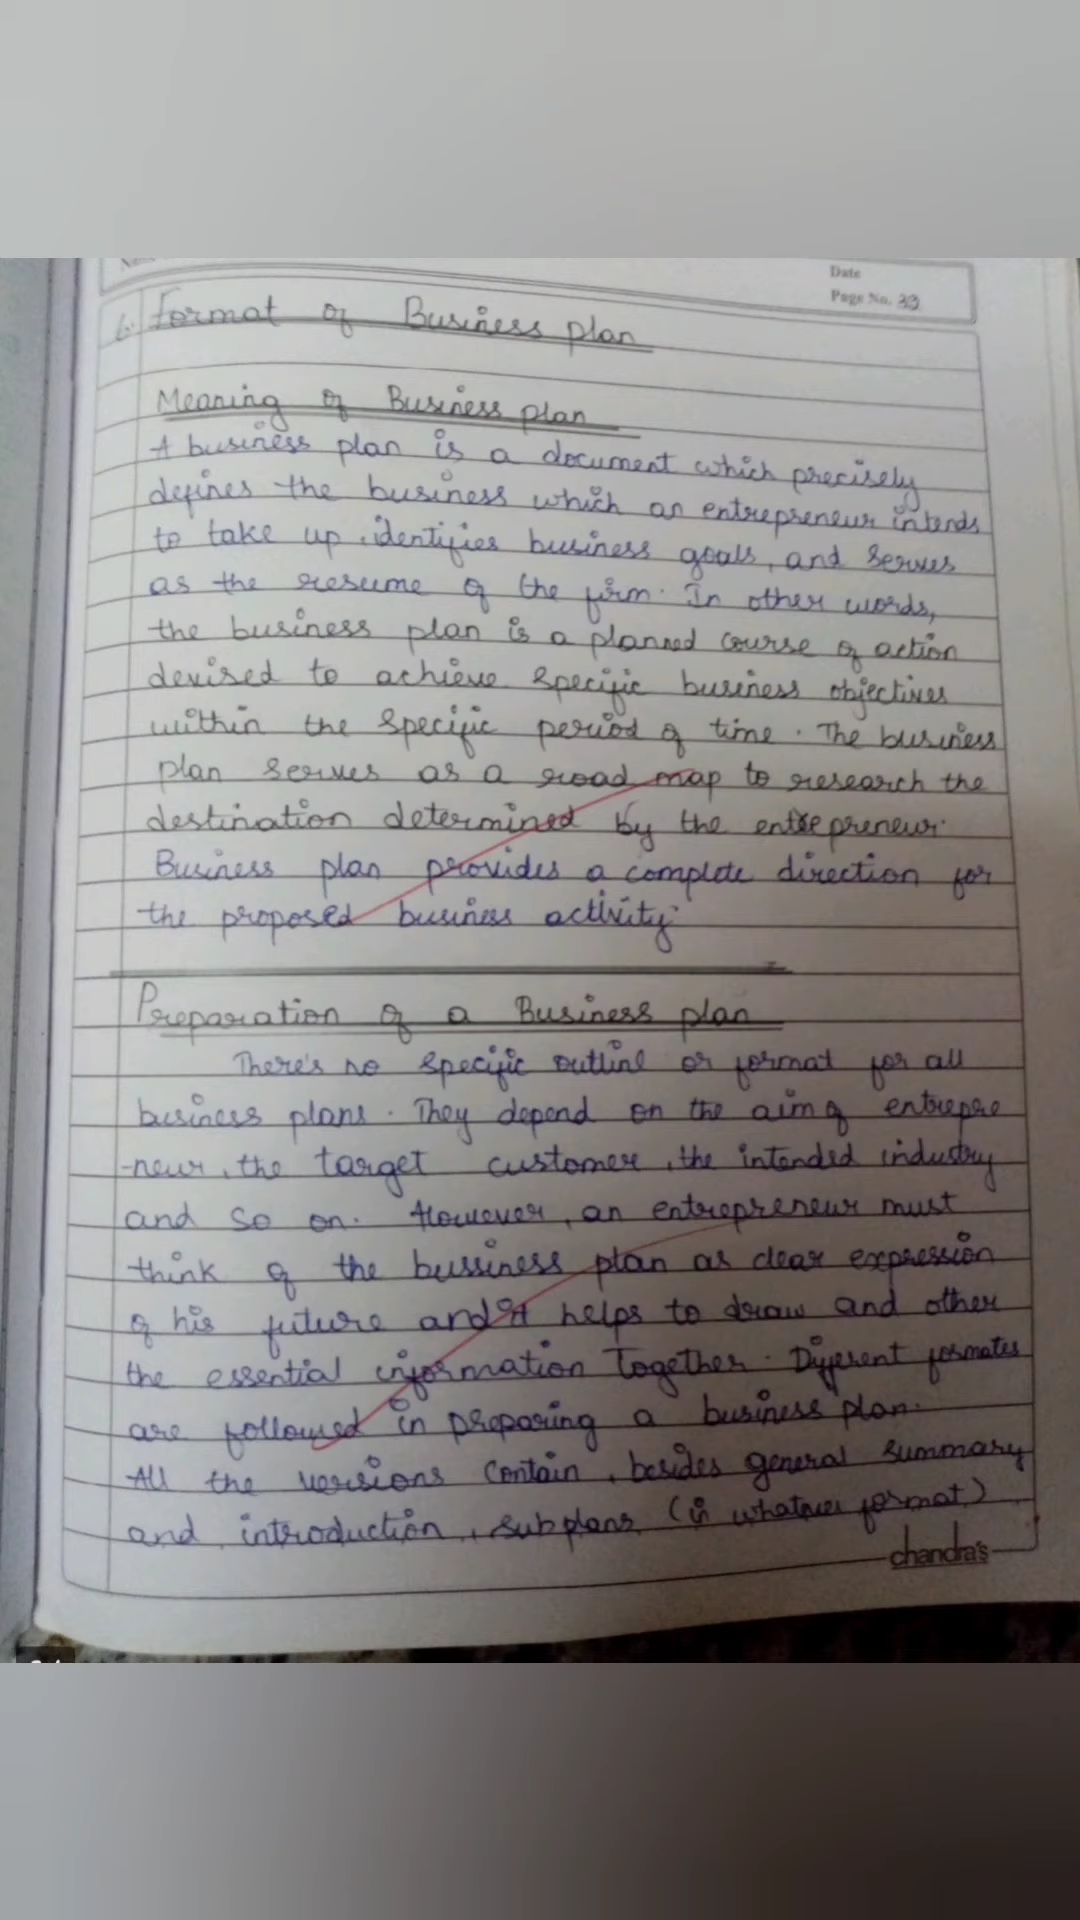 Date
Page No. 33
6. Format of Business plan
Meaning of Business plan
A business plan is a document which precisely
defines the business which an entrepreneur intends
to take up, identifies business goals, and serves
as the resume of the firm. In other words,
the business plan is a planned course of action
devised to achieve specific business objectives
within the specific period of time. The business
plan serves as a road map to research the
destination determined by the entrepreneur.
Business plan provides a complete direction for
the proposed business activity.
Preparation of a Business plan
There's no specific outline or format for all
business plans. They depend on the aim of entrepre
-neur, the target customer, the intended industry
and so on. However, an entrepreneur must
think of the bussiness plan as clear expression
of his future and it helps to draw and other
the essential information together. Different formates
are followed in preparing a business plan.
All the versions contain, besides general summary
and introduction, subplans (in whatever format)
chandra's